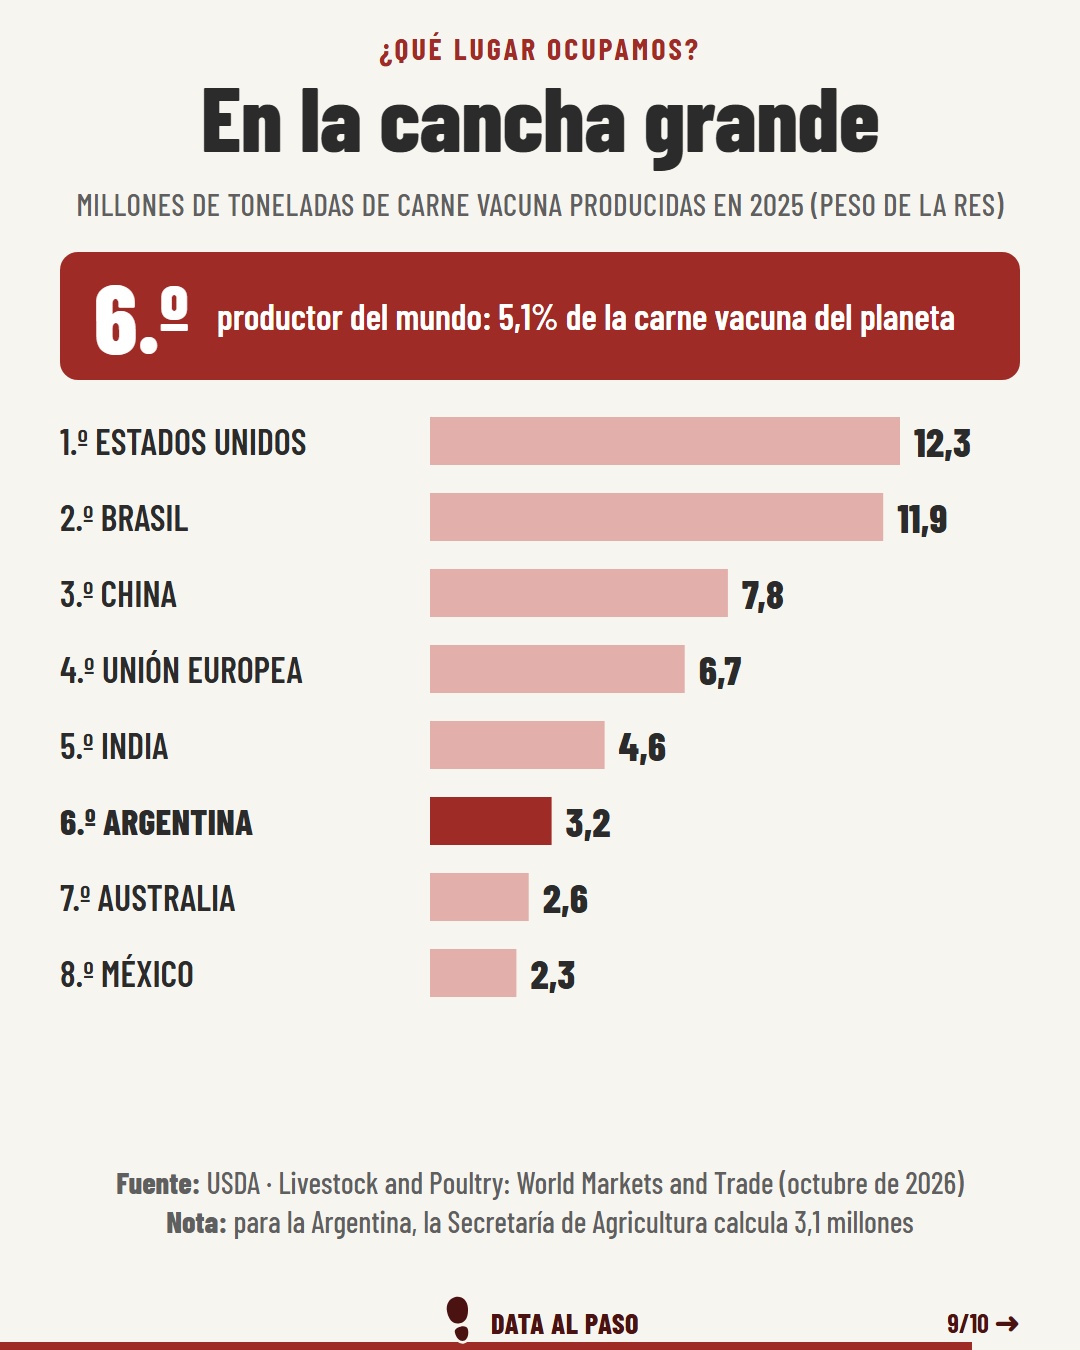 ¿QUÉ LUGAR OCUPAMOS?
En la cancha grande
MILLONES DE TONELADAS DE CARNE VACUNA PRODUCIDAS EN 2025 (PESO DE LA RES)
6.º productor del mundo: 5,1% de la carne vacuna del planeta
1.º ESTADOS UNIDOS 12,3
2.º BRASIL 11,9
3.º CHINA 7,8
4.º UNIÓN EUROPEA 6,7
5.º INDIA 4,6
6.º ARGENTINA 3,2
7.º AUSTRALIA 2,6
8.º MÉXICO 2,3
Fuente: USDA · Livestock and Poultry: World Markets and Trade (octubre de 2026)
Nota: para la Argentina, la Secretaría de Agricultura calcula 3,1 millones
DATA AL PASO
9/10 ➜